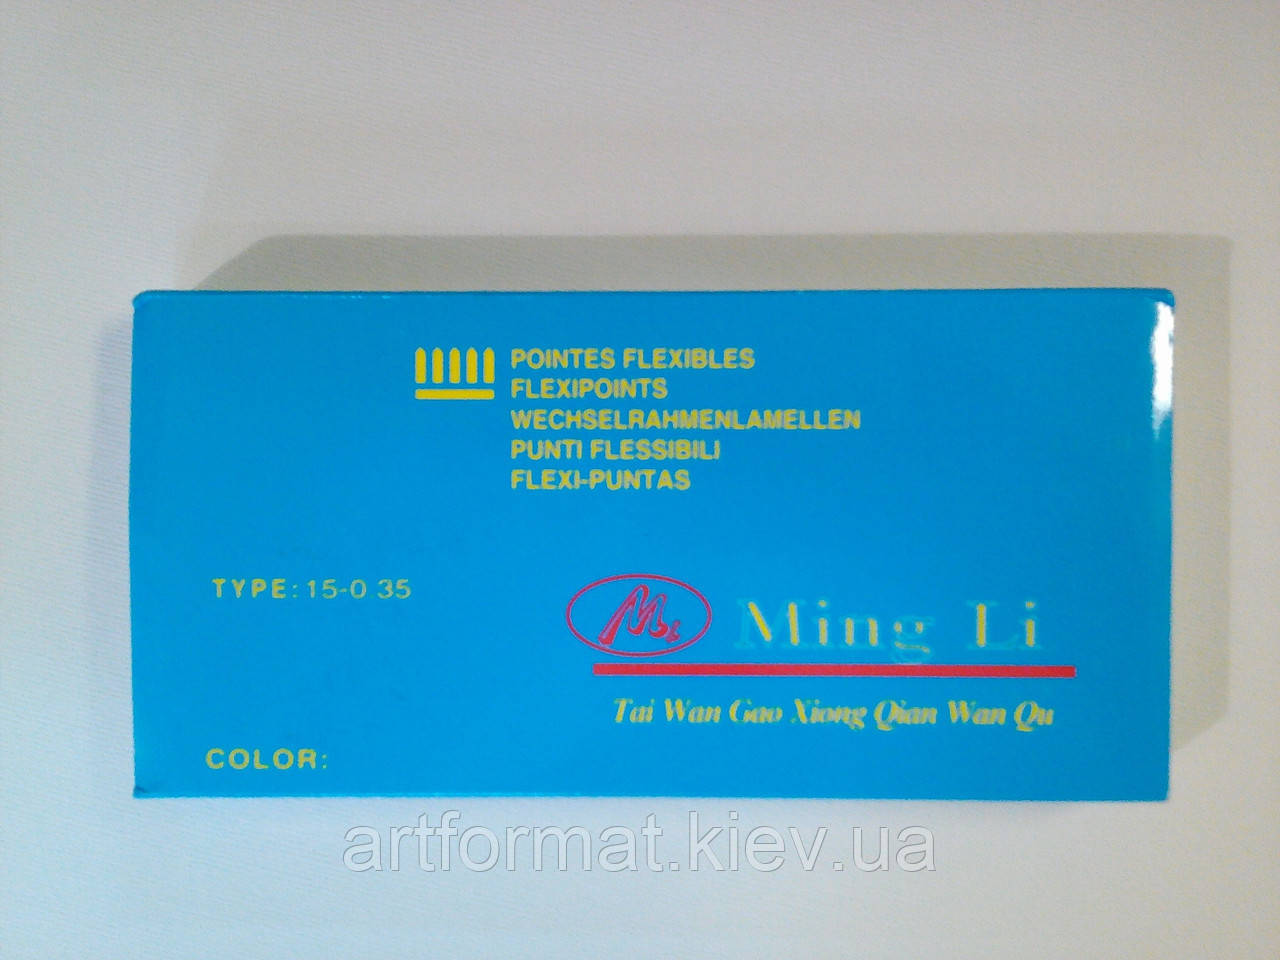 POINTES FLEXIBLES
FLEXIPOINTS
WECHSELRAHMENLAMELLEN
PUNTI FLESSIBILI
FLEXI-PUNTAS
TYPE: 15-0 35
ML Ming Li
Tai Wan Gao Xiong Qian Wan Qu
COLOR:
artformat.kiev.ua